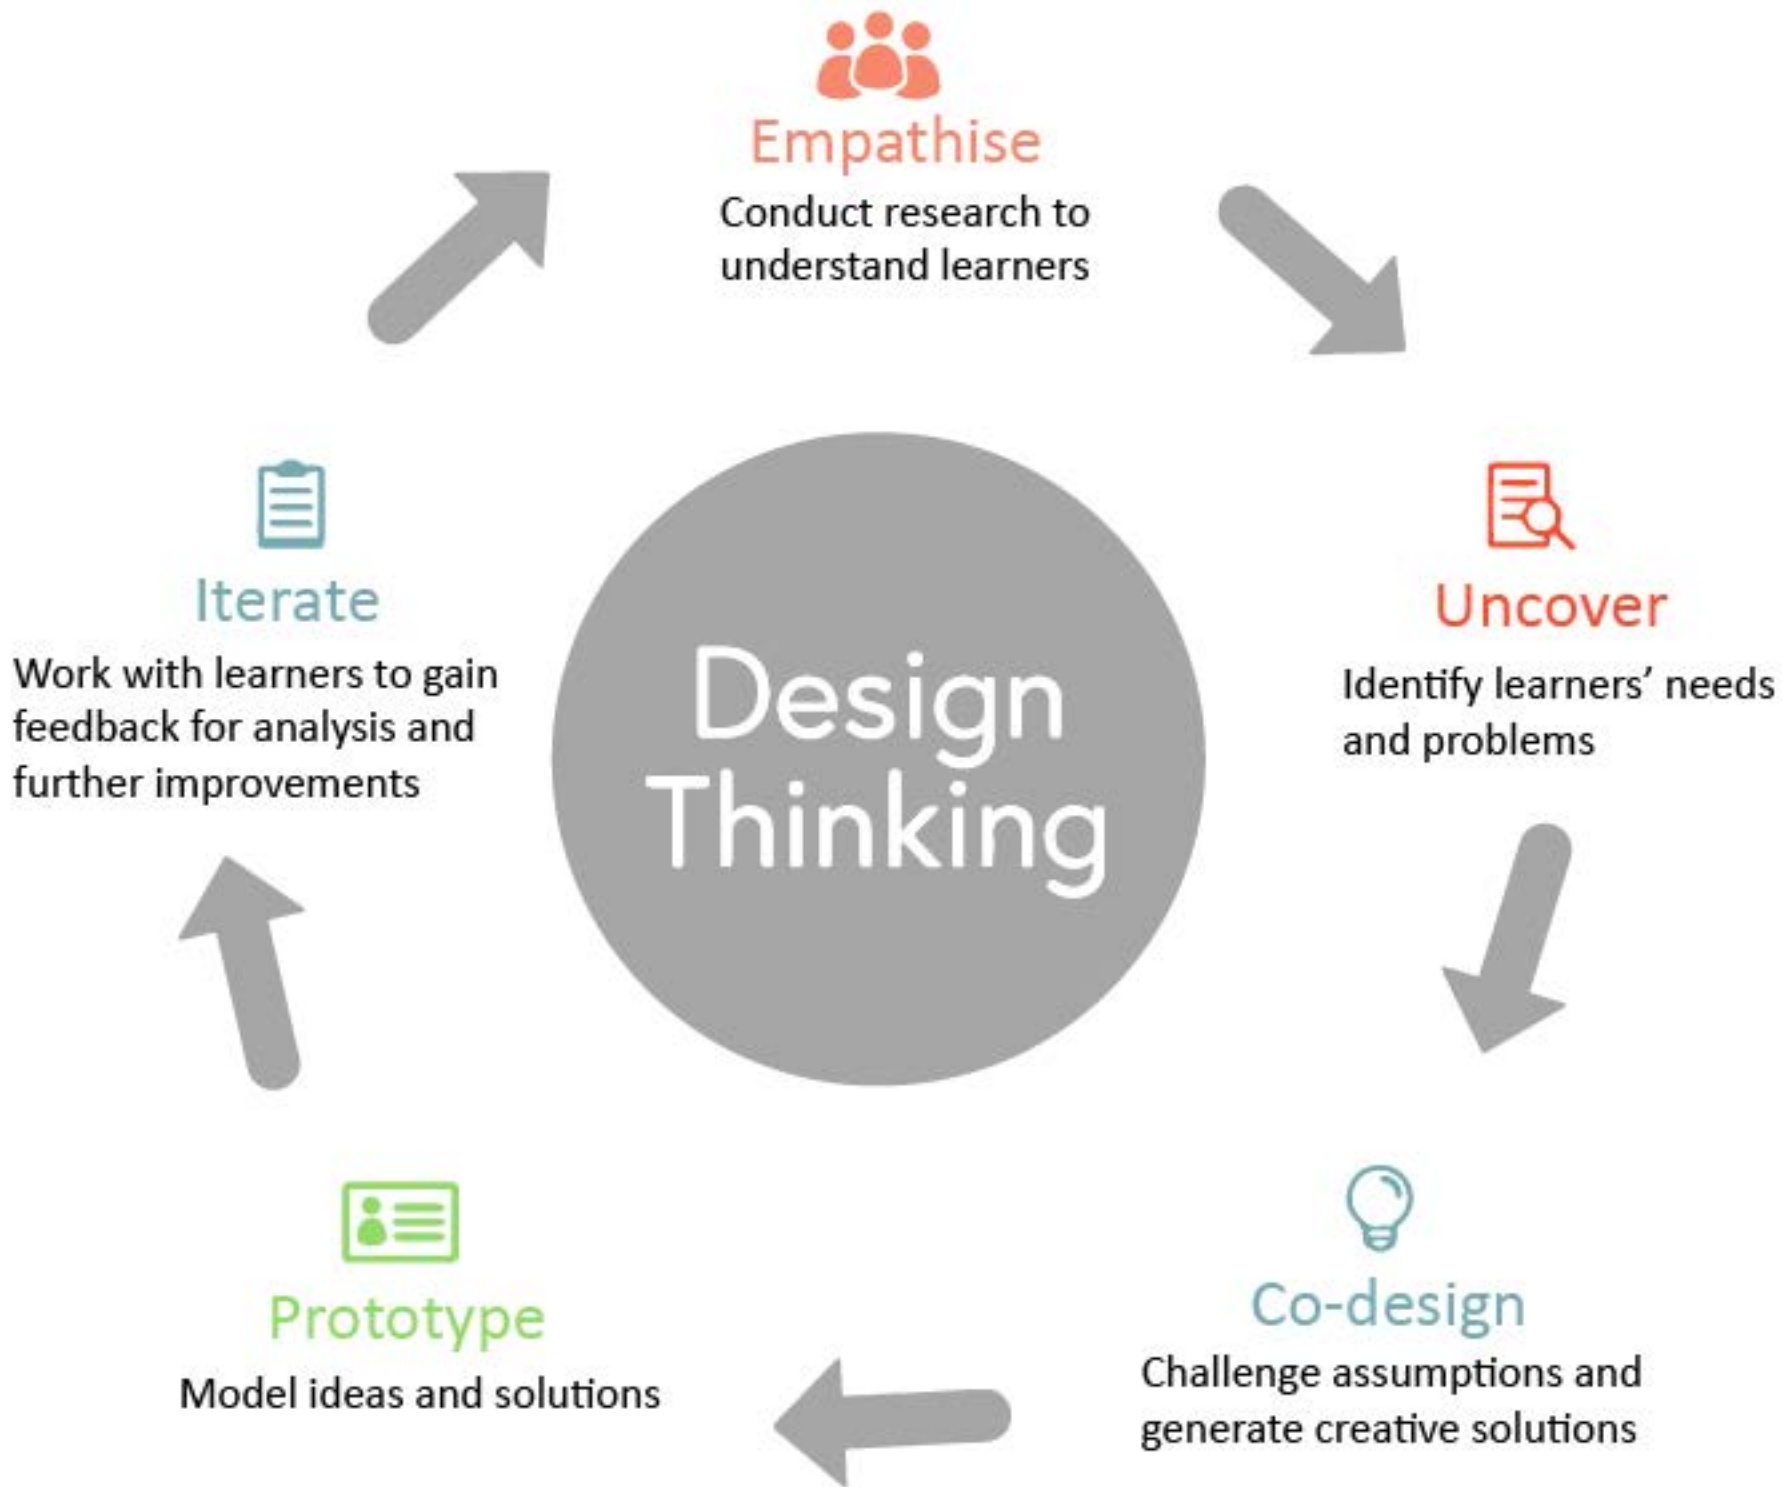 Empathise
Conduct research to
understand learners
Uncover
Identify learners’ needs
and problems
Co-design
Challenge assumptions and
generate creative solutions
Prototype
Model ideas and solutions
Iterate
Work with learners to gain
feedback for analysis and
further improvements
Design
Thinking